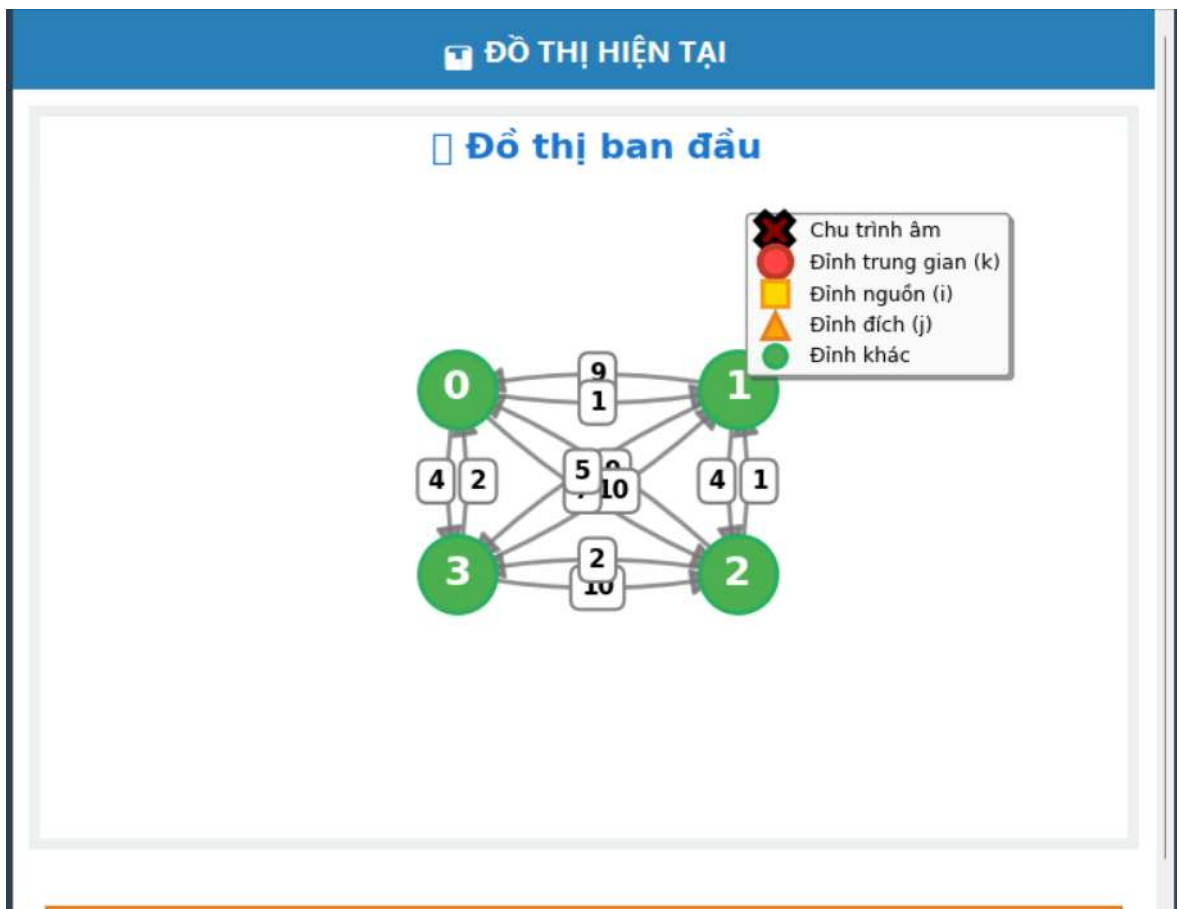 ĐỒ THỊ HIỆN TẠI
Đồ thị ban đầu
Chu trình âm
Đỉnh trung gian (k)
Đỉnh nguồn (i)
Đỉnh đích (j)
Đỉnh khác
0
9
1
1
5
10
4
2
4
1
3
2
10
2